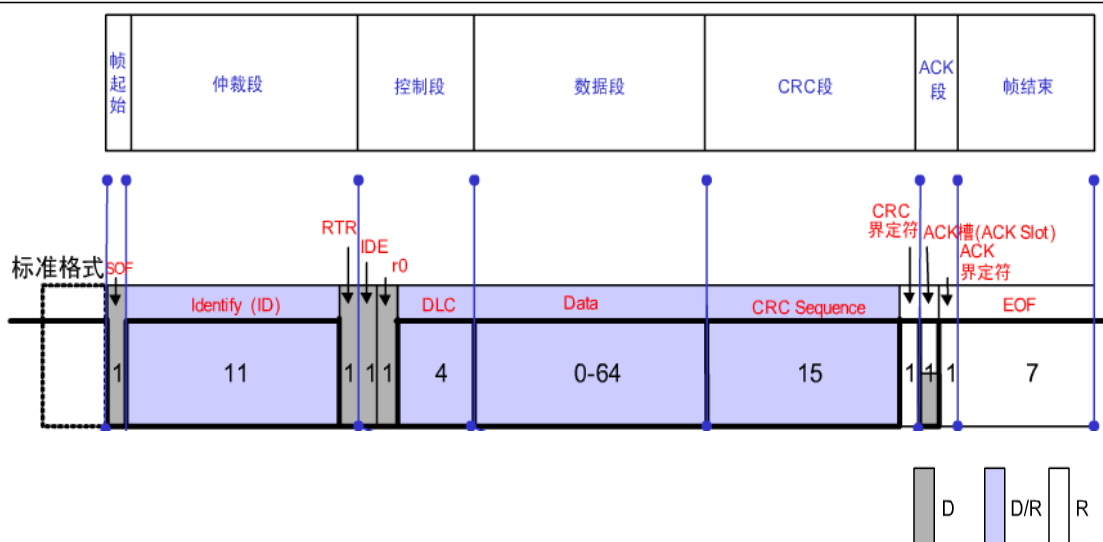 帧起始
仲裁段
控制段
数据段
CRC段
ACK段
帧结束
RTR
IDE
r0
CRC
界定符
ACK槽(ACK Slot)
ACK
界定符
标准格式
SOF
Identify (ID)
DLC
Data
CRC Sequence
EOF
1
11
1
1
1
4
0-64
15
1
1
1
7
D
D/R
R